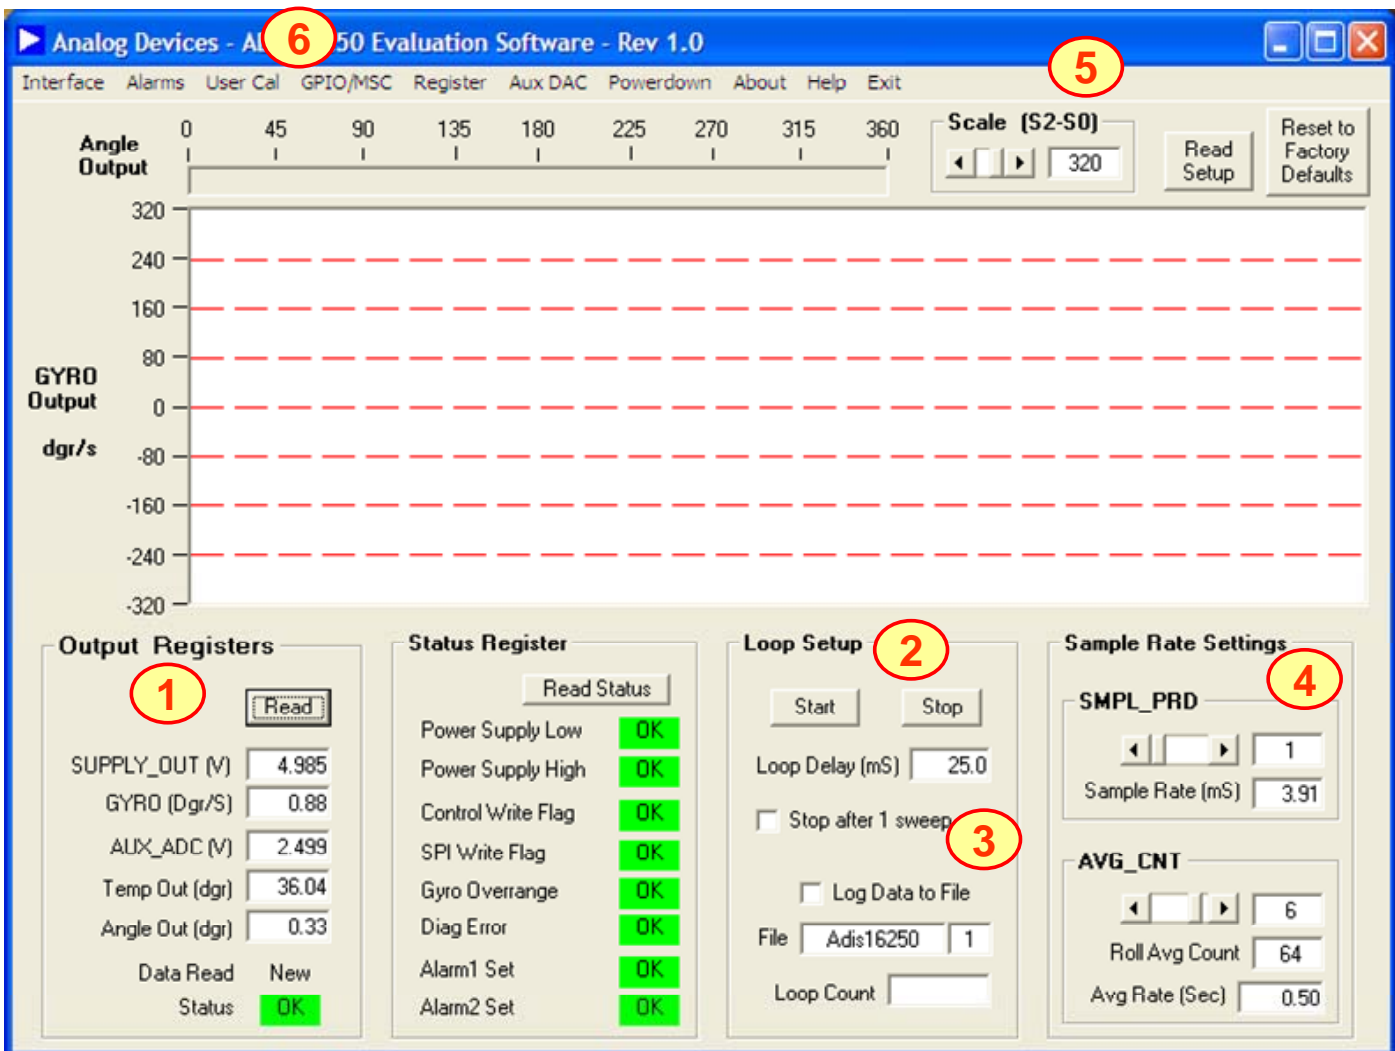 Analog Devices - A 6 50 Evaluation Software - Rev 1.0
Interface Alarms User Cal GPIO/MSC Register Aux DAC Powerdown About Help Exit
5
Angle Output
0 45 90 135 180 225 270 315 360
Scale (S2-S0)
320
Read Setup
Reset to Factory Defaults
GYRO Output
dgr/s
320
240
160
80
0
-80
-160
-240
-320
Output Registers
1
Read
SUPPLY_OUT (V) 4.985
GYRO (Dgr/S) 0.88
AUX_ADC (V) 2.499
Temp Out (dgr) 36.04
Angle Out (dgr) 0.33
Data Read New
Status OK
Status Register
Read Status
Power Supply Low OK
Power Supply High OK
Control Write Flag OK
SPI Write Flag OK
Gyro Overrange OK
Diag Error OK
Alarm1 Set OK
Alarm2 Set OK
Loop Setup
2
Start Stop
Loop Delay (mS) 25.0
Stop after 1 sweep
3
Log Data to File
File Adis16250 1
Loop Count
Sample Rate Settings
4
SMPL_PRD
1
Sample Rate (mS) 3.91
AVG_CNT
6
Roll Avg Count 64
Avg Rate (Sec) 0.50